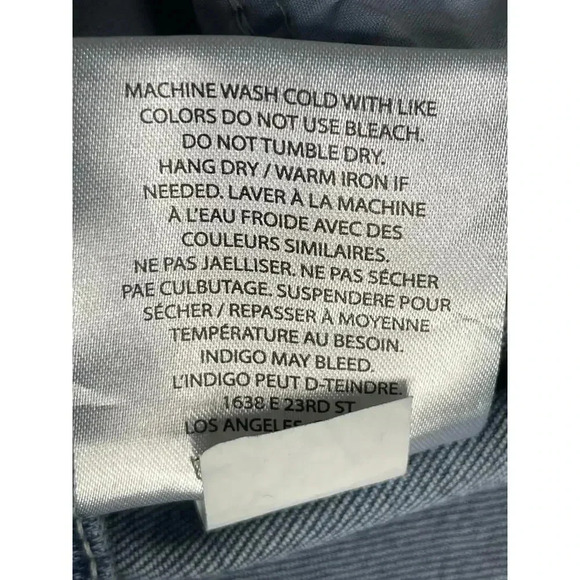 MACHINE WASH COLD WITH LIKE
COLORS DO NOT USE BLEACH.
DO NOT TUMBLE DRY.
HANG DRY / WARM IRON IF
NEEDED. LAVER À LA MACHINE
À L'EAU FROIDE AVEC DES
COULEURS SIMILAIRES.
NE PAS JAELLISER. NE PAS SÉCHER
PAE CULBUTAGE. SUSPENDERE POUR
SÉCHER / REPASSER À MOYENNE
TEMPÉRATURE AU BESOIN.
INDIGO MAY BLEED.
L'INDIGO PEUT D-TEINDRE.
1638 E 23RD ST
LOS ANGELES